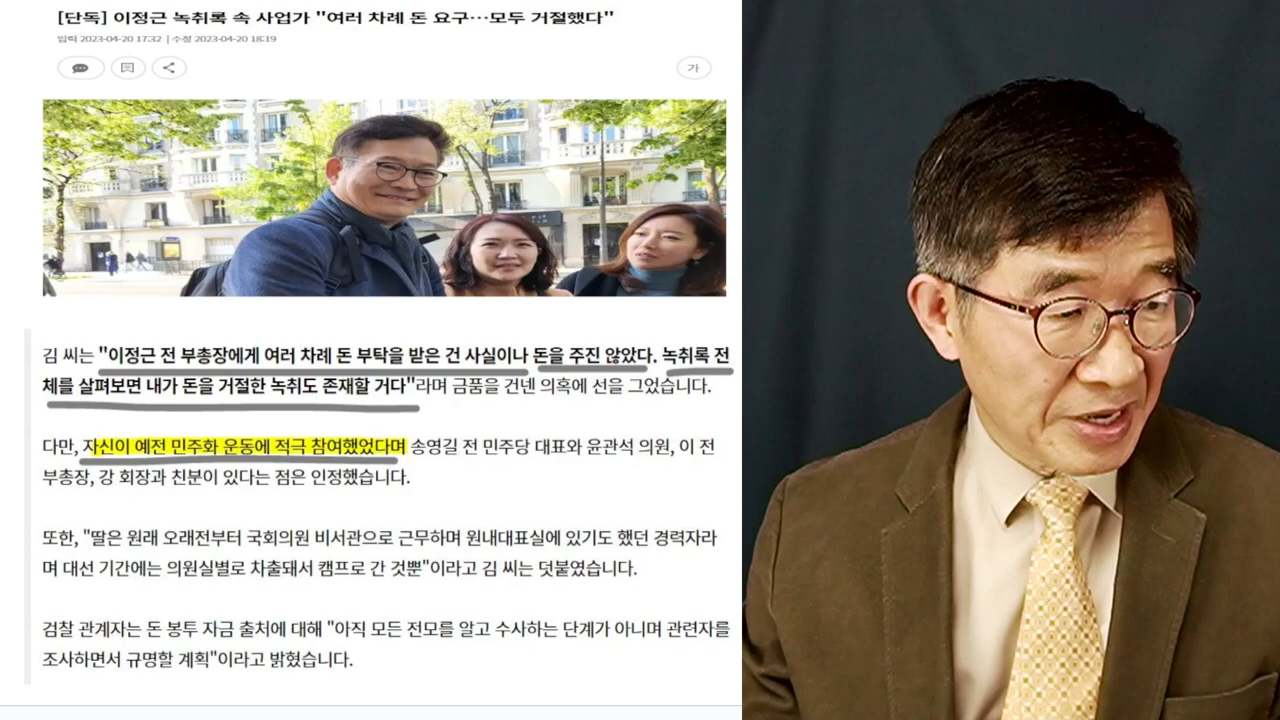 [단독] 이정근 녹취록 속 사업가 "여러 차례 돈 요구…모두 거절했다"
입력 2023-04-20 17:32 | 수정 2023-04-20 18:19
가
김 씨는 "이정근 전 부총장에게 여러 차례 돈 부탁을 받은 건 사실이나 돈을 주진 않았다. 녹취록 전
체를 살펴보면 내가 돈을 거절한 녹취도 존재할 거다"라며 금품을 건넨 의혹에 선을 그었습니다.
다만, 자신이 예전 민주화 운동에 적극 참여했었다며 송영길 전 민주당 대표와 윤관석 의원, 이 전
부총장, 강 회장과 친분이 있다는 점은 인정했습니다.
또한, "딸은 원래 오래전부터 국회의원 비서관으로 근무하며 원내대표실에 있기도 했던 경력자라
며 대선 기간에는 의원실별로 차출돼서 캠프로 간 것뿐"이라고 김 씨는 덧붙였습니다.
검찰 관계자는 돈 봉투 자금 출처에 대해 "아직 모든 전모를 알고 수사하는 단계가 아니며 관련자를
조사하면서 규명할 계획"이라고 밝혔습니다.